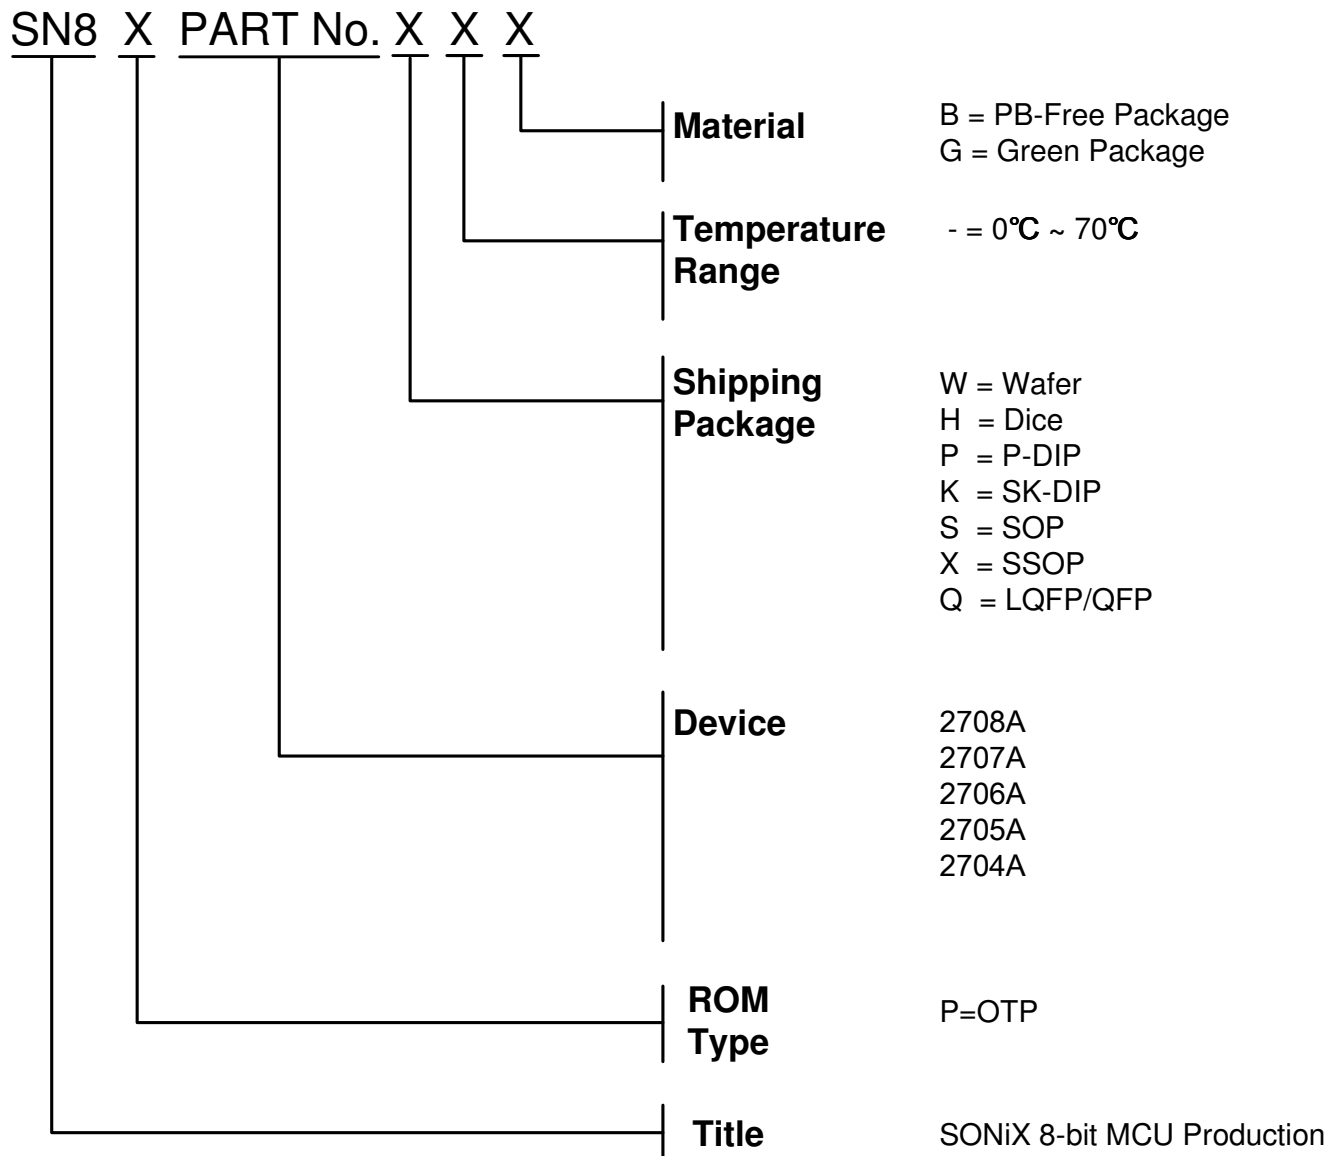 SN8 X PART No. X X X
Material
B = PB-Free Package
G = Green Package
Temperature
Range
- = 0℃ ~ 70℃
Shipping
Package
W = Wafer
H = Dice
P = P-DIP
K = SK-DIP
S = SOP
X = SSOP
Q = LQFP/QFP
Device
2708A
2707A
2706A
2705A
2704A
ROM
Type
P=OTP
Title
SONiX 8-bit MCU Production